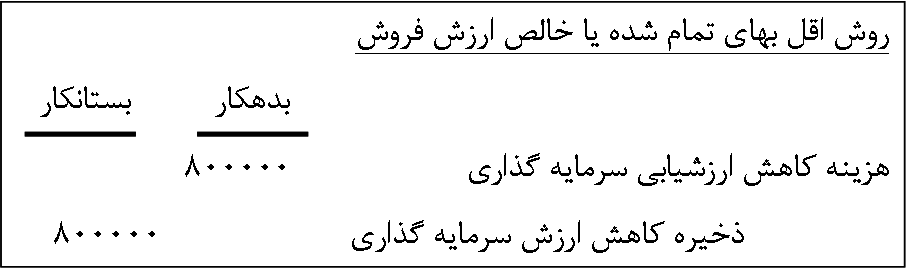 روش اقل بهای تمام شده یا خالص ارزش فروش
بدهکار بستانکار
هزینه کاهش ارزشیابی سرمایه گذاری ۸۰۰۰۰۰
ذخیره کاهش ارزش سرمایه گذاری ۸۰۰۰۰۰